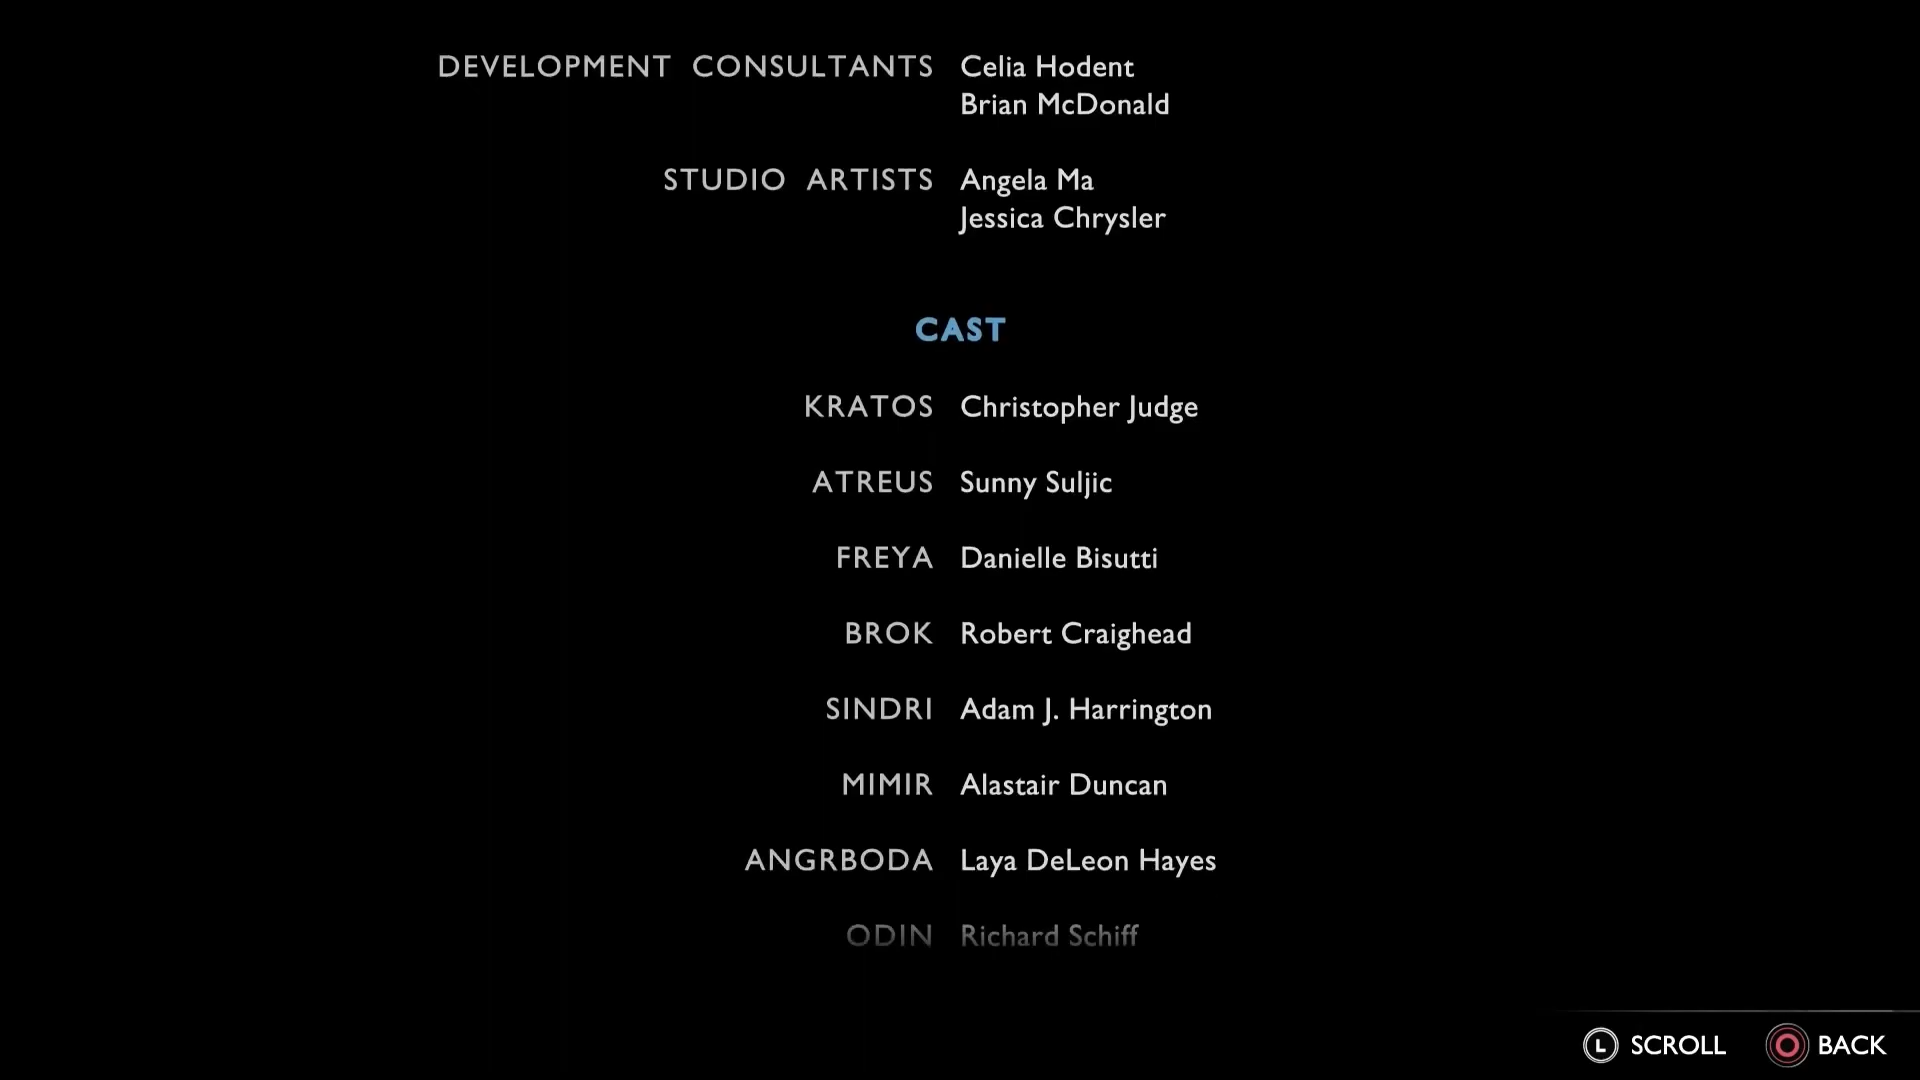 DEVELOPMENT CONSULTANTS Celia Hodent
Brian McDonald
STUDIO ARTISTS Angela Ma
Jessica Chrysler
CAST
KRATOS Christopher Judge
ATREUS Sunny Suljic
FREYA Danielle Bisutti
BROK Robert Craighead
SINDRI Adam J. Harrington
MIMIR Alastair Duncan
ANGRBODA Laya DeLeon Hayes
ODIN Richard Schiff
L SCROLL BACK